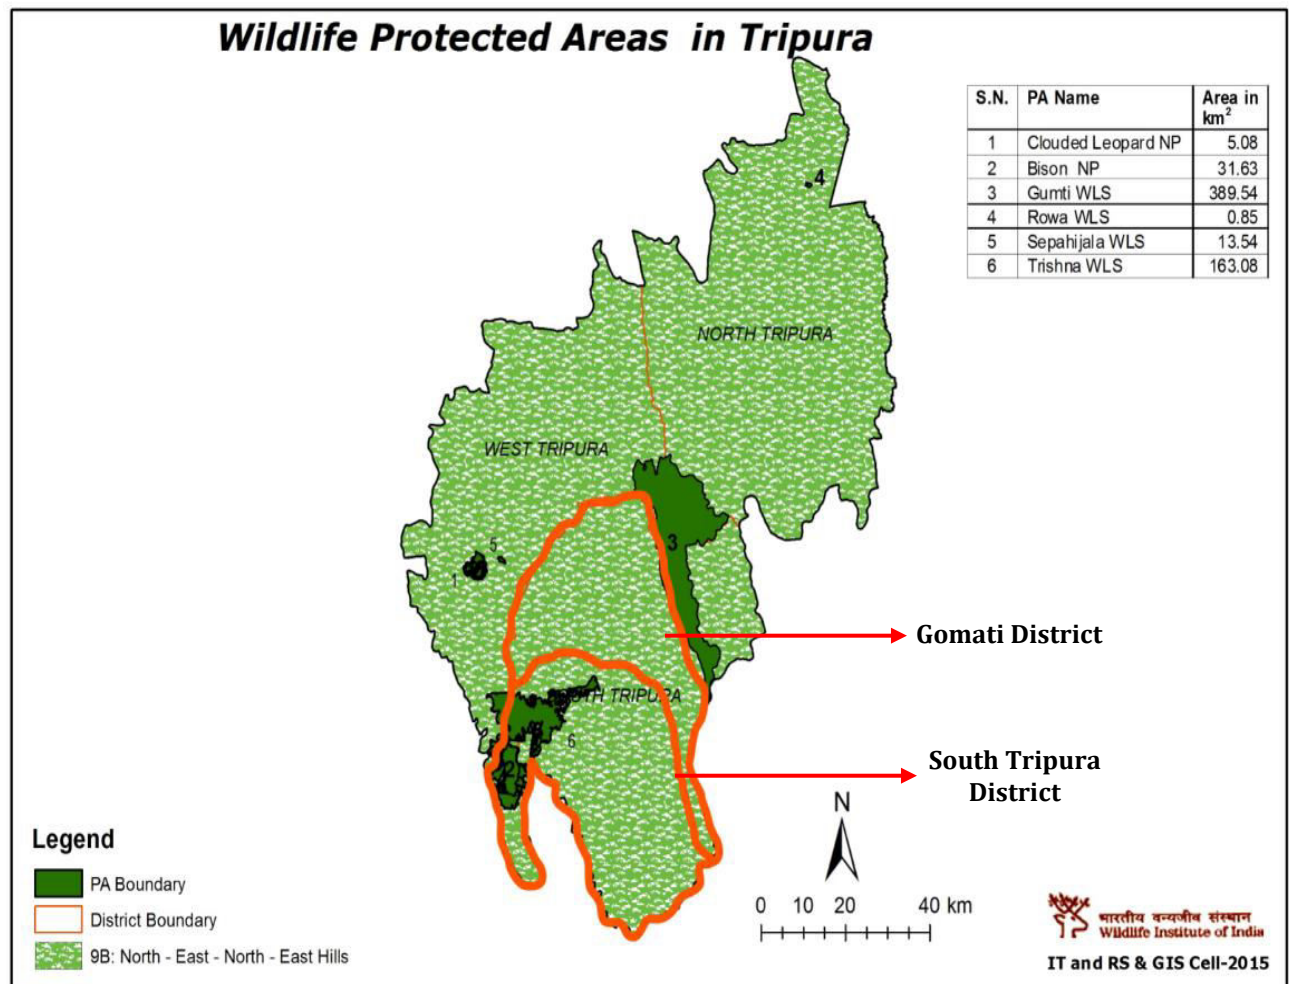 Wildlife Protected Areas in Tripura
S.N. PA Name Area in km2
1 Clouded Leopard NP 5.08
2 Bison NP 31.63
3 Gumti WLS 389.54
4 Rowa WLS 0.85
5 Sepahijala WLS 13.54
6 Trishna WLS 163.08
4
NORTH TRIPURA
WEST TRIPURA
3
5
1
Gomati District
SOUTH TRIPURA
6
2
South Tripura
District
N
0 10 20 40 km
Legend
PA Boundary
District Boundary
9B: North - East - North - East Hills
भारतीय वन्यजीव संस्थान
Wildlife Institute of India
IT and RS & GIS Cell-2015